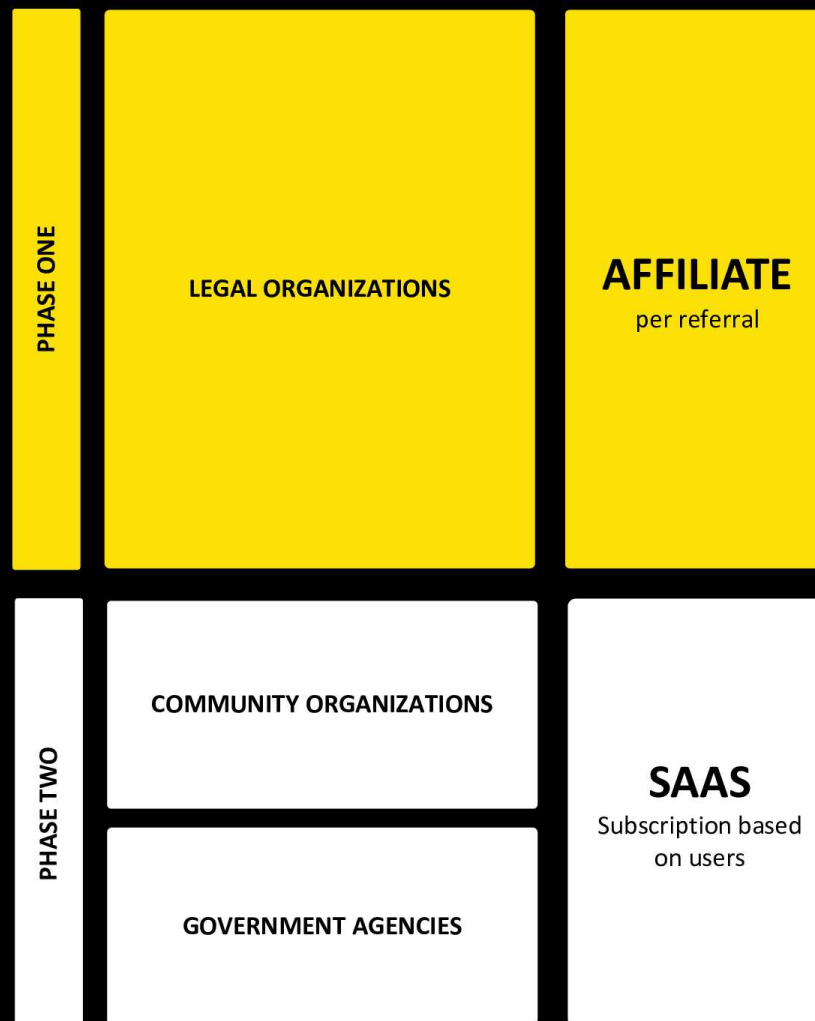 PHASE ONE
LEGAL ORGANIZATIONS
AFFILIATE
per referral
PHASE TWO
COMMUNITY ORGANIZATIONS
GOVERNMENT AGENCIES
SAAS
Subscription based
on users